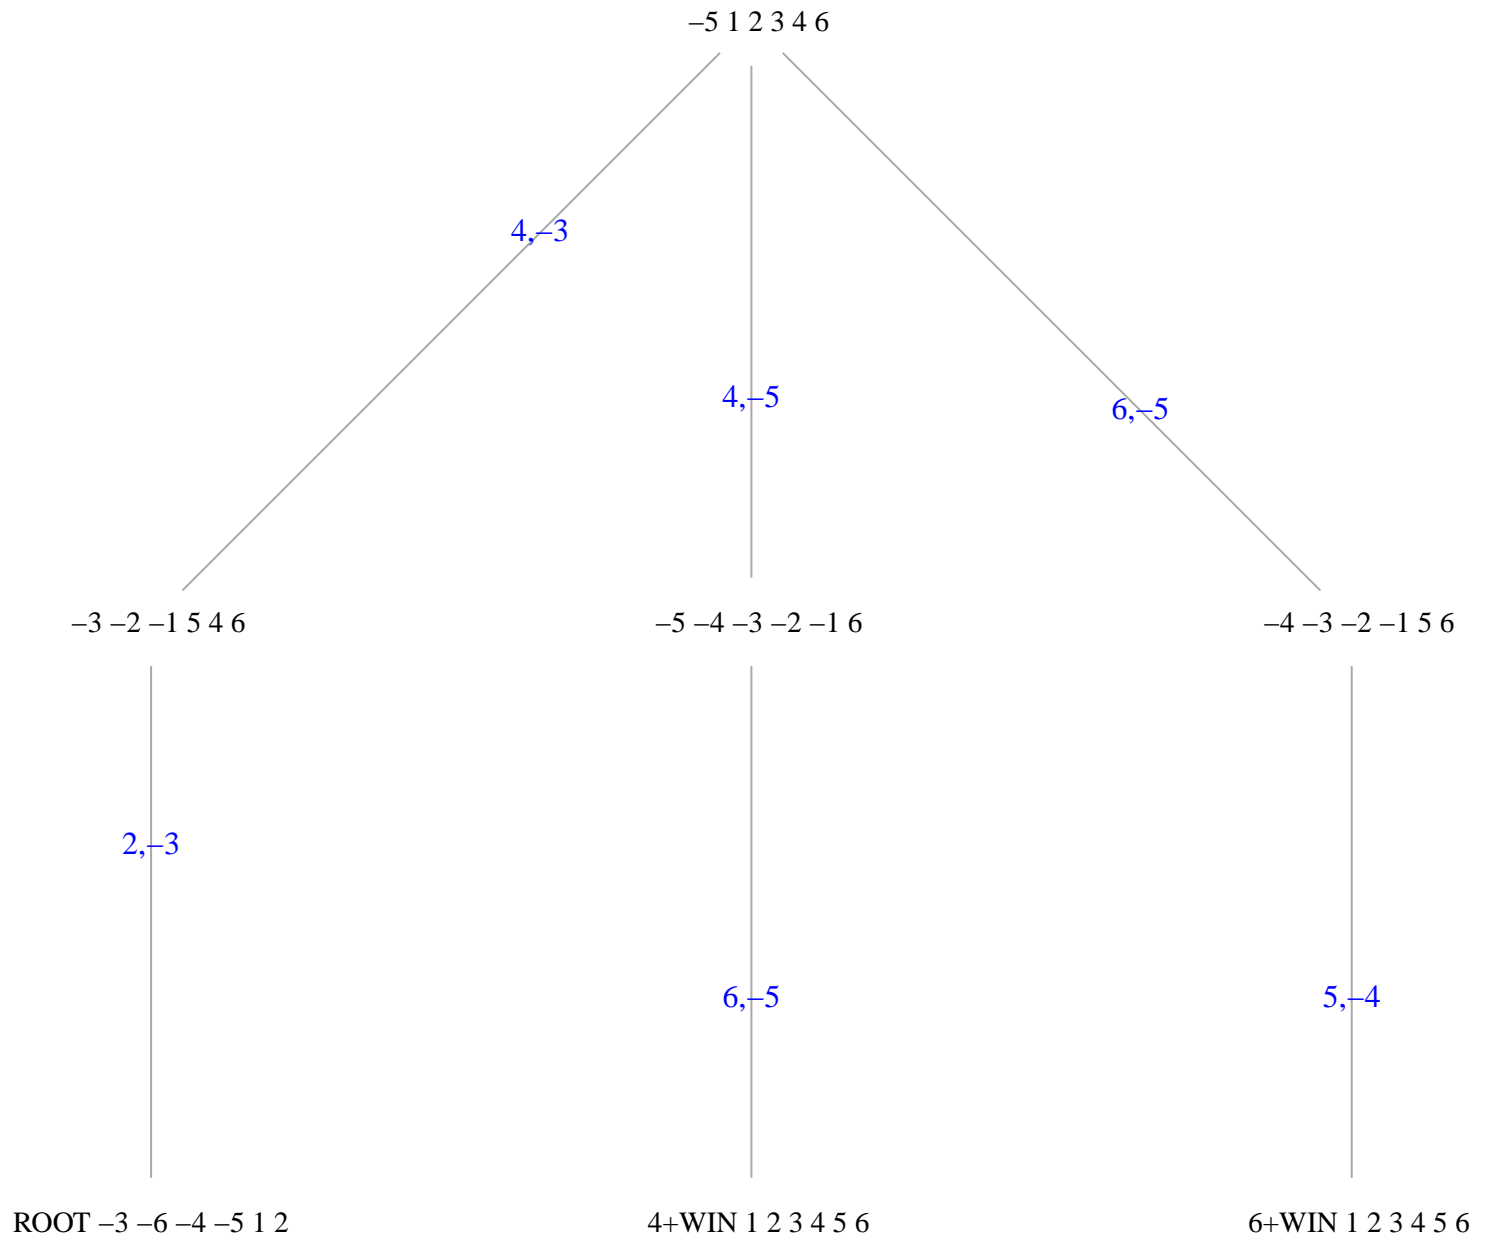 –5 1 2 3 4 6
4,–3
4,–5
6,–5
–3 –2 –1 5 4 6
–5 –4 –3 –2 –1 6
–4 –3 –2 –1 5 6
2,–3
6,–5
5,–4
ROOT –3 –6 –4 –5 1 2
4+WIN 1 2 3 4 5 6
6+WIN 1 2 3 4 5 6